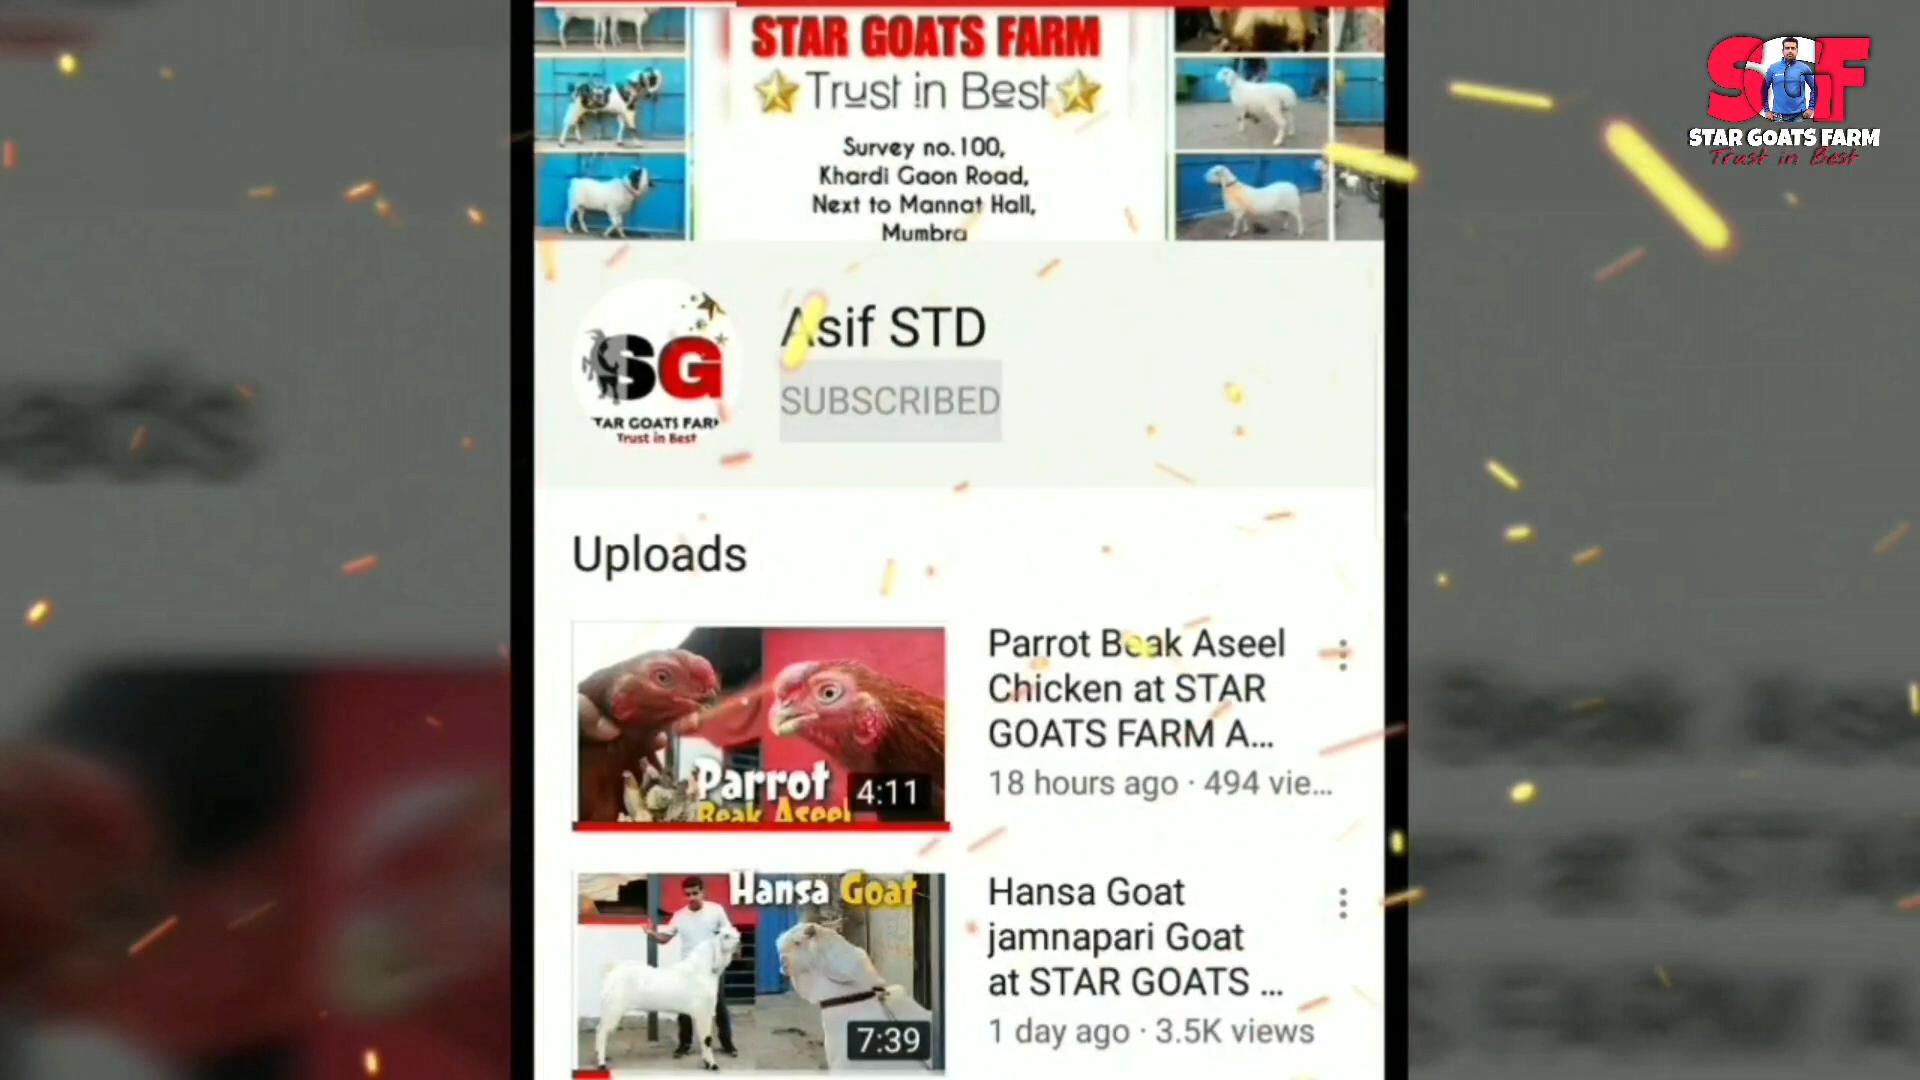 STAR GOATS FARM
Trust in Best
Survey no.100,
Khardi Gaon Road,
Next to Mannat Hall,
Mumbra
SGF
STAR GOATS FARM
Trust in Best
Asif STD
SUBSCRIBED
SG
TAR GOATS FAR
Trust in Best
Uploads
Parrot
Beak Aseel
4:11
Parrot Beak Aseel
Chicken at STAR
GOATS FARM A...
18 hours ago · 494 vie...
Hansa Goat
7:39
Hansa Goat
jamnapari Goat
at STAR GOATS ...
1 day ago · 3.5K views